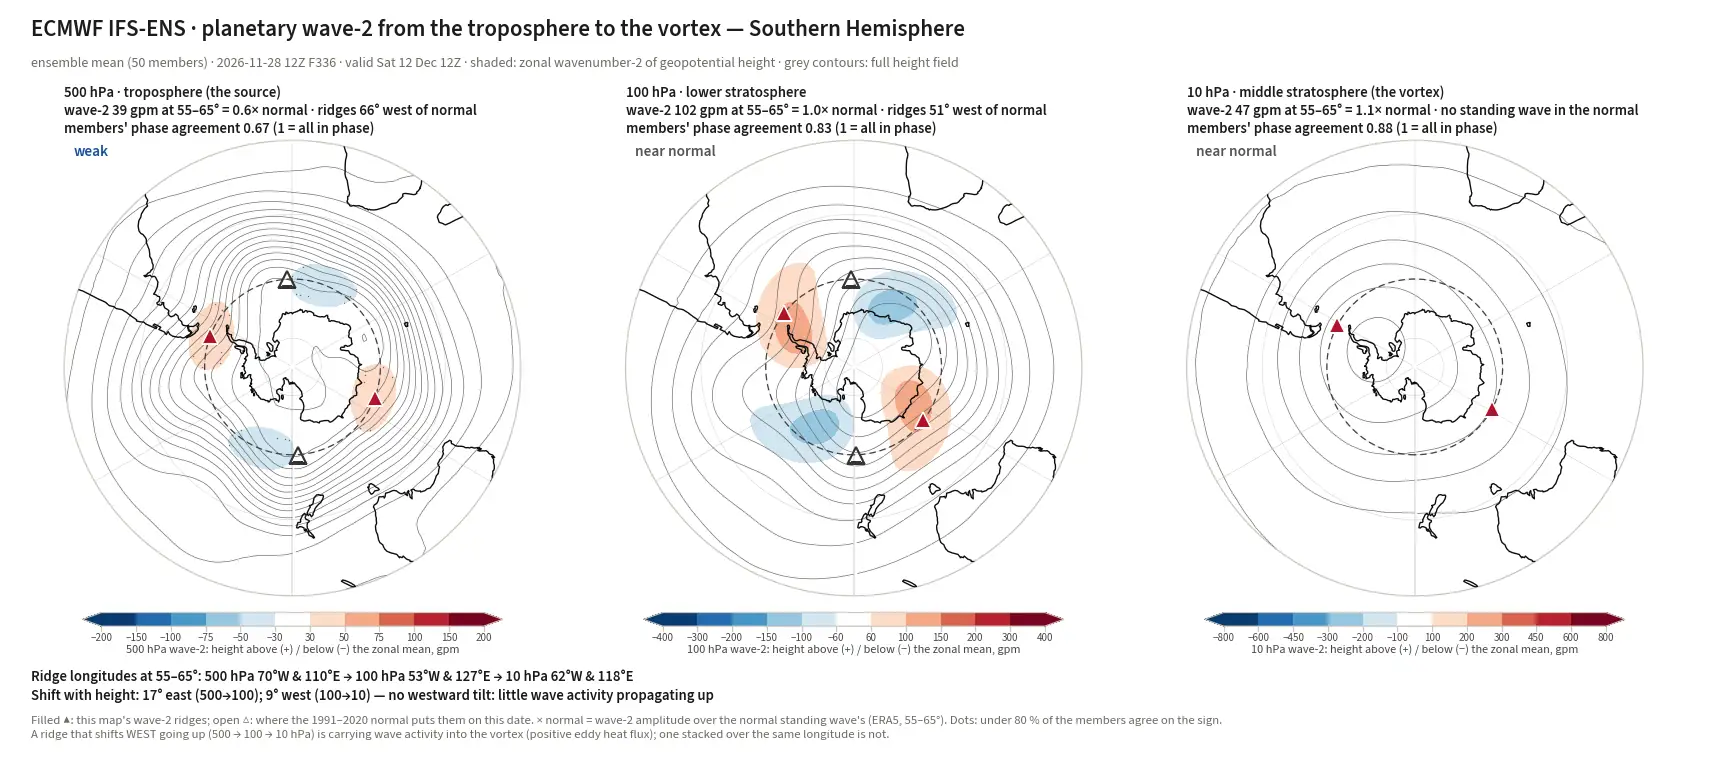 ECMWF IFS-ENS · planetary wave-2 from the troposphere to the vortex — Southern Hemisphere
ensemble mean (50 members) · 2026-11-28 12Z F336 · valid Sat 12 Dec 12Z · shaded: zonal wavenumber-2 of geopotential height · grey contours: full height field
500 hPa · troposphere (the source)
wave-2 39 gpm at 55–65° = 0.6× normal · ridges 66° west of normal
members' phase agreement 0.67 (1 = all in phase)
weak
100 hPa · lower stratosphere
wave-2 102 gpm at 55–65° = 1.0× normal · ridges 51° west of normal
members' phase agreement 0.83 (1 = all in phase)
near normal
10 hPa · middle stratosphere (the vortex)
wave-2 47 gpm at 55–65° = 1.1× normal · no standing wave in the normal
members' phase agreement 0.88 (1 = all in phase)
near normal
−200 −150 −100 −75 −50 −30 30 50 75 100 150 200
500 hPa wave-2: height above (+) / below (−) the zonal mean, gpm
−400 −300 −200 −150 −100 −60 60 100 150 200 300 400
100 hPa wave-2: height above (+) / below (−) the zonal mean, gpm
−800 −600 −450 −300 −200 −100 100 200 300 450 600 800
10 hPa wave-2: height above (+) / below (−) the zonal mean, gpm
Ridge longitudes at 55–65°: 500 hPa 70°W & 110°E → 100 hPa 53°W & 127°E → 10 hPa 62°W & 118°E
Shift with height: 17° east (500→100); 9° west (100→10) — no westward tilt: little wave activity propagating up
Filled ▲: this map's wave-2 ridges; open △: where the 1991–2020 normal puts them on this date. × normal = wave-2 amplitude over the normal standing wave's (ERA5, 55–65°). Dots: under 80 % of the members agree on the sign.
A ridge that shifts WEST going up (500 → 100 → 10 hPa) is carrying wave activity into the vortex (positive eddy heat flux); one stacked over the same longitude is not.